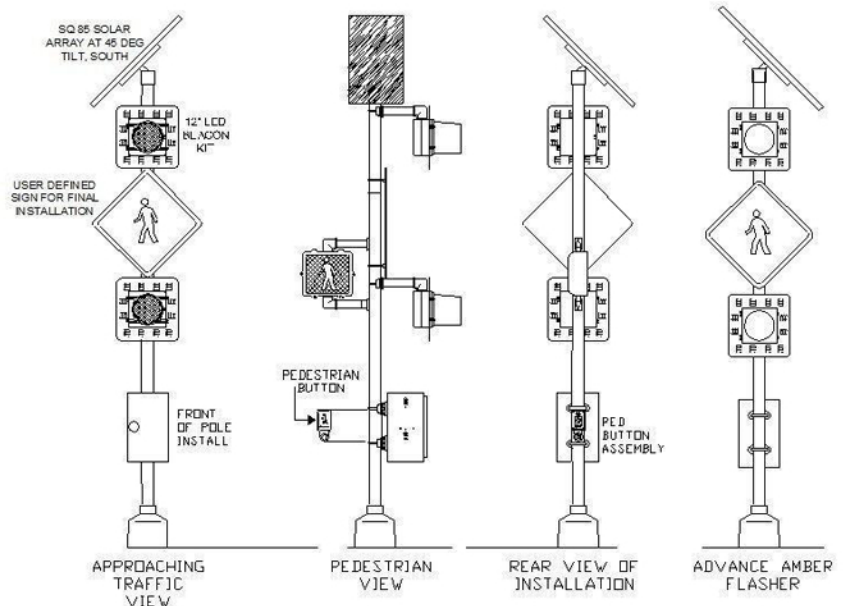 SQ 85 SOLAR
ARRAY AT 45 DEG
TILT, SOUTH
12" LED
BEACON
KIT
USER DEFINED
SIGN FOR FINAL
INSTALLATION
PEDESTRIAN
BUTTON
FRONT
OF POLE
INSTALL
PED
BUTTON
ASSEMBLY
APPROACHING
TRAFFIC
VIEW
PEDESTRIAN
VIEW
REAR VIEW OF
INSTALLATION
ADVANCE AMBER
FLASHER